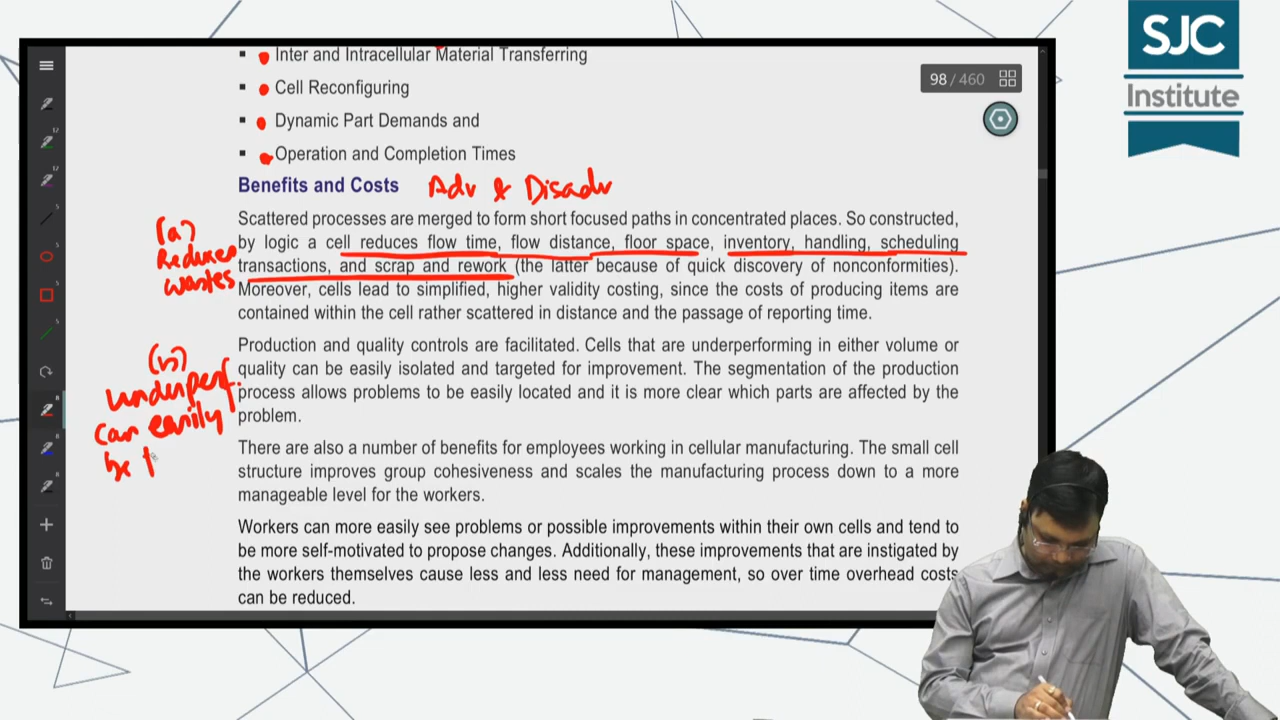 SJC
Institute
98 / 460
▪ Inter and Intracellular Material Transferring
▪ Cell Reconfiguring
▪ Dynamic Part Demands and
▪ Operation and Completion Times
Benefits and Costs Adv & Disadv
Scattered processes are merged to form short focused paths in concentrated places. So constructed,
by logic a cell reduces flow time, flow distance, floor space, inventory, handling, scheduling
transactions, and scrap and rework (the latter because of quick discovery of nonconformities).
Moreover, cells lead to simplified, higher validity costing, since the costs of producing items are
contained within the cell rather scattered in distance and the passage of reporting time.
(a)
Reduces
wastes
Production and quality controls are facilitated. Cells that are underperforming in either volume or
quality can be easily isolated and targeted for improvement. The segmentation of the production
process allows problems to be easily located and it is more clear which parts are affected by the
problem.
(b)
Underperf.
can easily
be
There are also a number of benefits for employees working in cellular manufacturing. The small cell
structure improves group cohesiveness and scales the manufacturing process down to a more
manageable level for the workers.
Workers can more easily see problems or possible improvements within their own cells and tend to
be more self-motivated to propose changes. Additionally, these improvements that are instigated by
the workers themselves cause less and less need for management, so over time overhead costs
can be reduced.